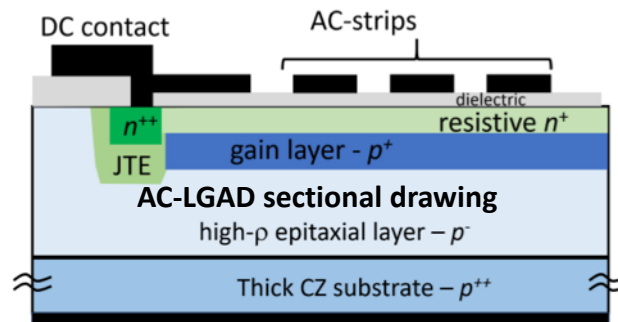 DC contact
AC-strips
dielectric
n++
resistive n+
gain layer - p+
JTE
AC-LGAD sectional drawing
high-ρ epitaxial layer – p-
Thick CZ substrate – p++